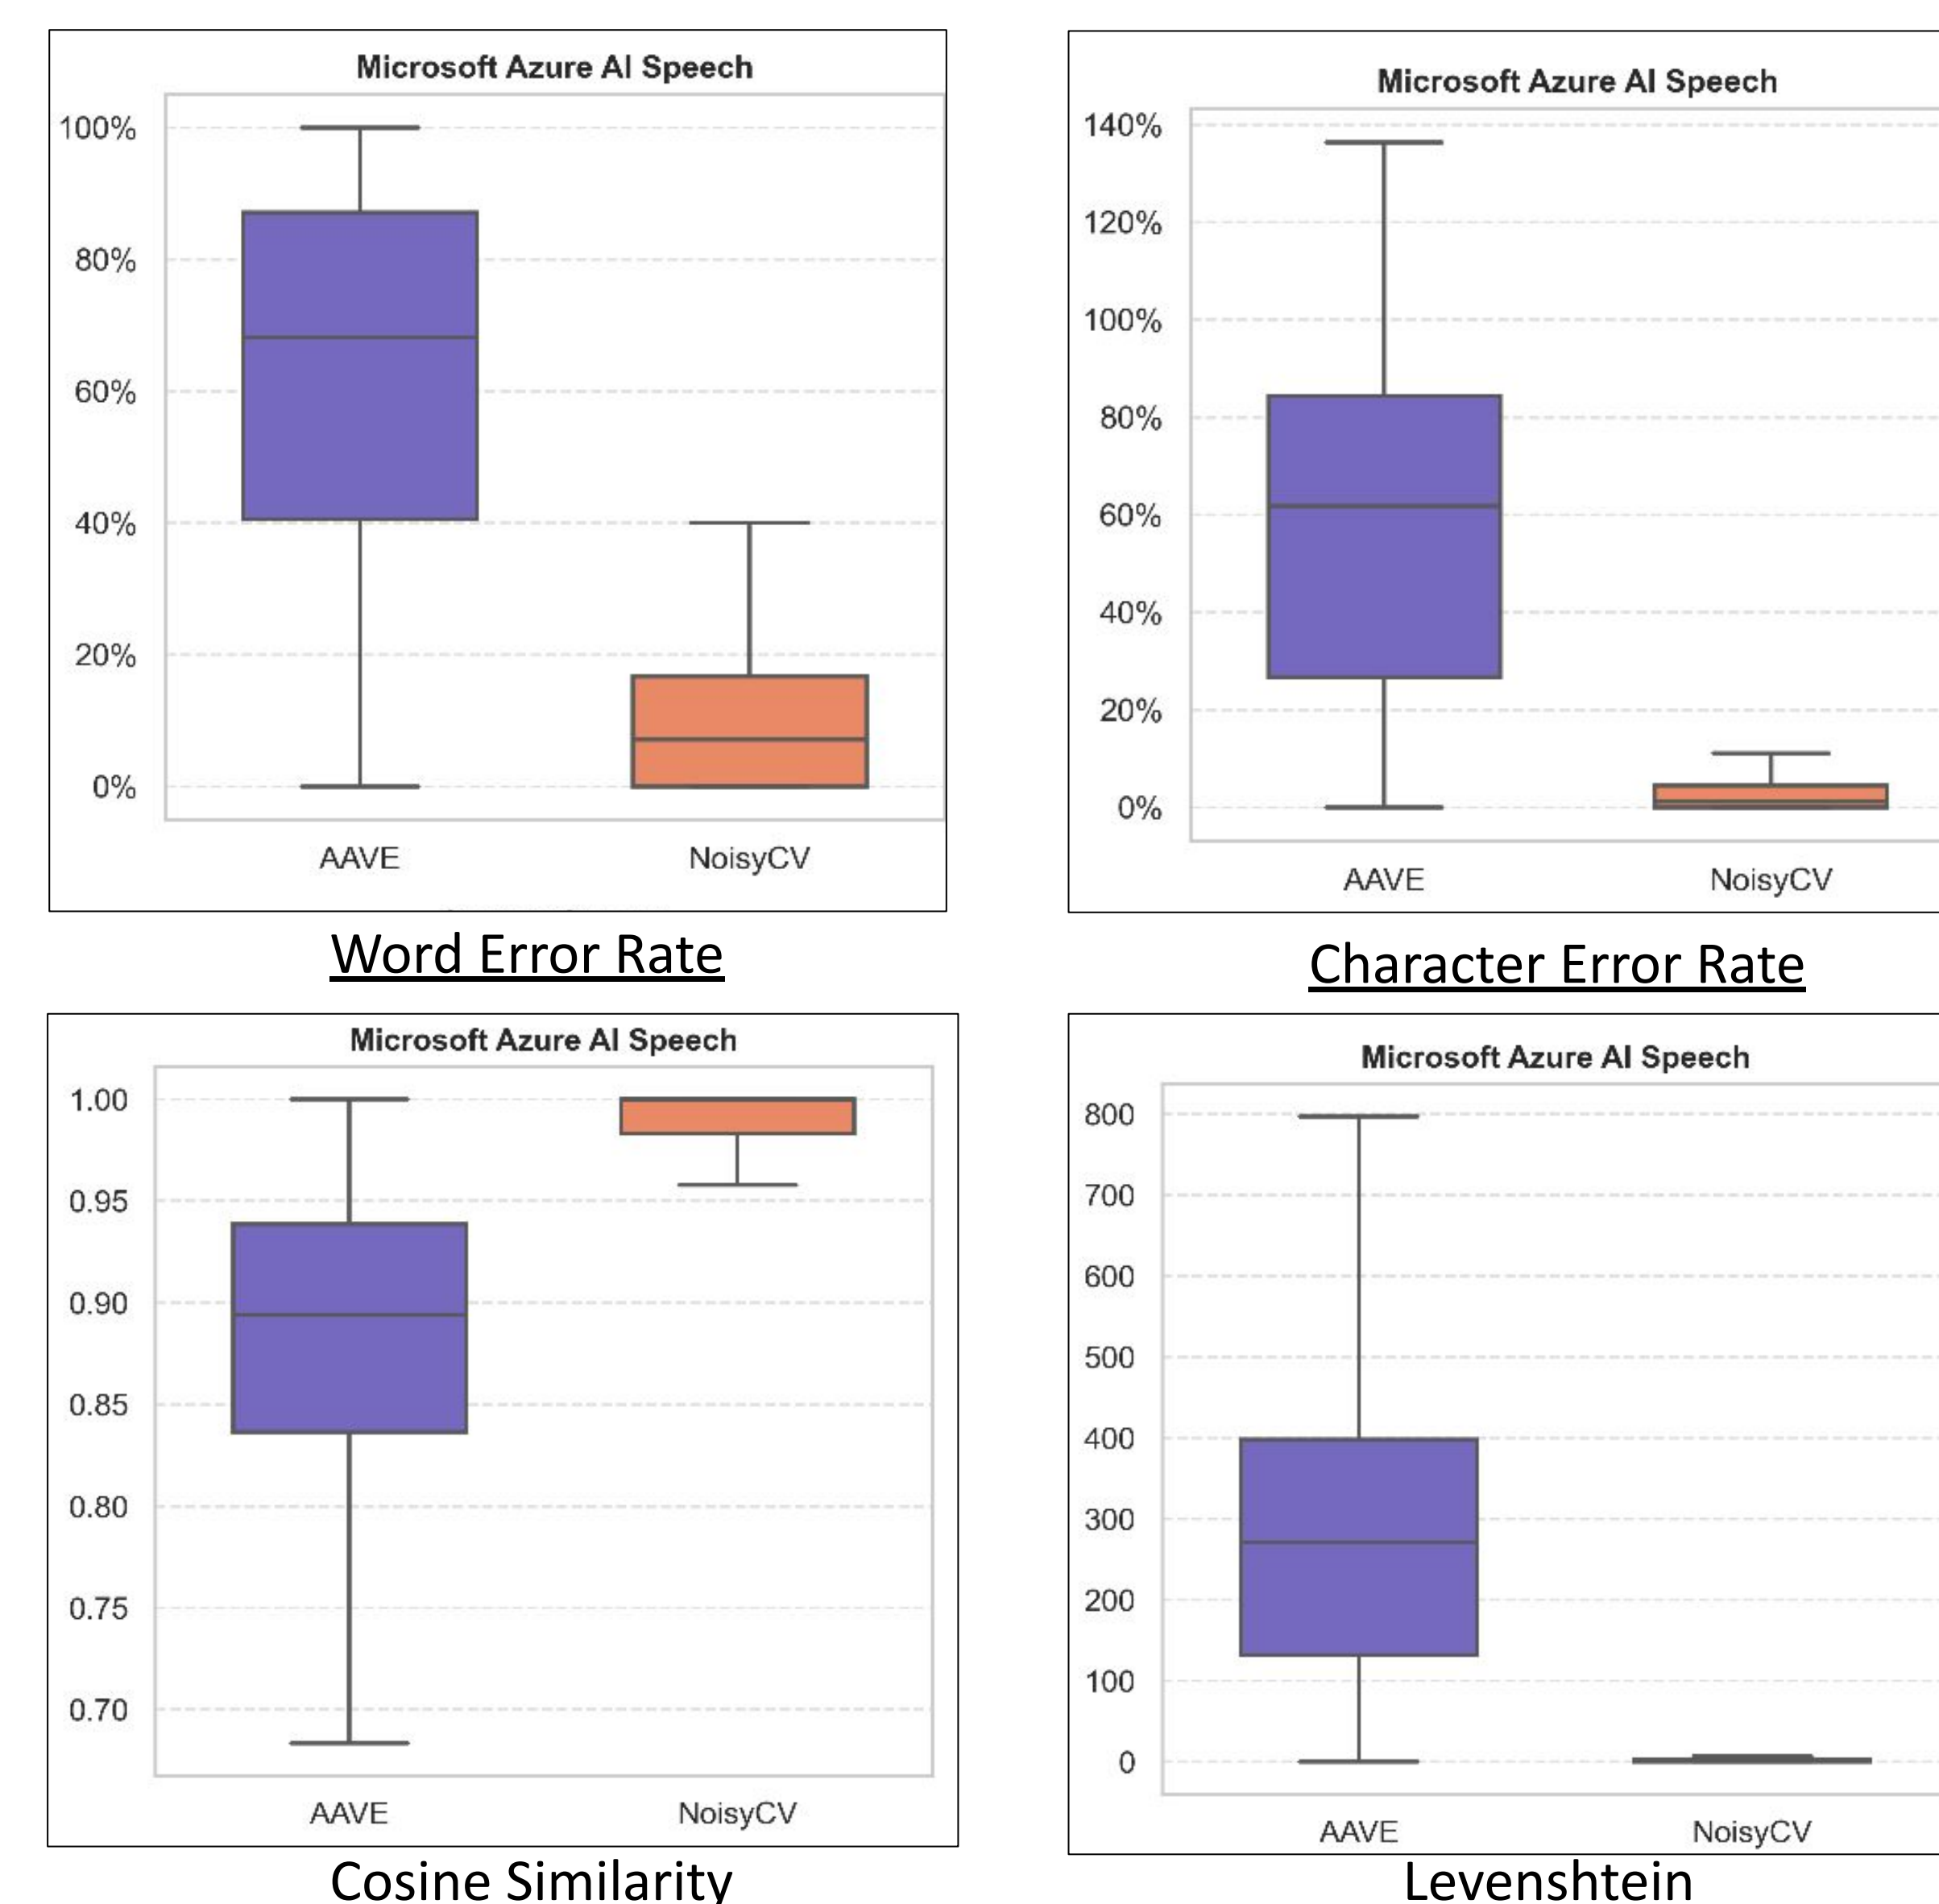 Microsoft Azure AI Speech
100%
80%
60%
40%
20%
0%
AAVE NoisyCV
Word Error Rate
Microsoft Azure AI Speech
140%
120%
100%
80%
60%
40%
20%
0%
AAVE NoisyCV
Character Error Rate
Microsoft Azure AI Speech
1.00
0.95
0.90
0.85
0.80
0.75
0.70
AAVE NoisyCV
Cosine Similarity
Microsoft Azure AI Speech
800
700
600
500
400
300
200
100
0
AAVE NoisyCV
Levenshtein